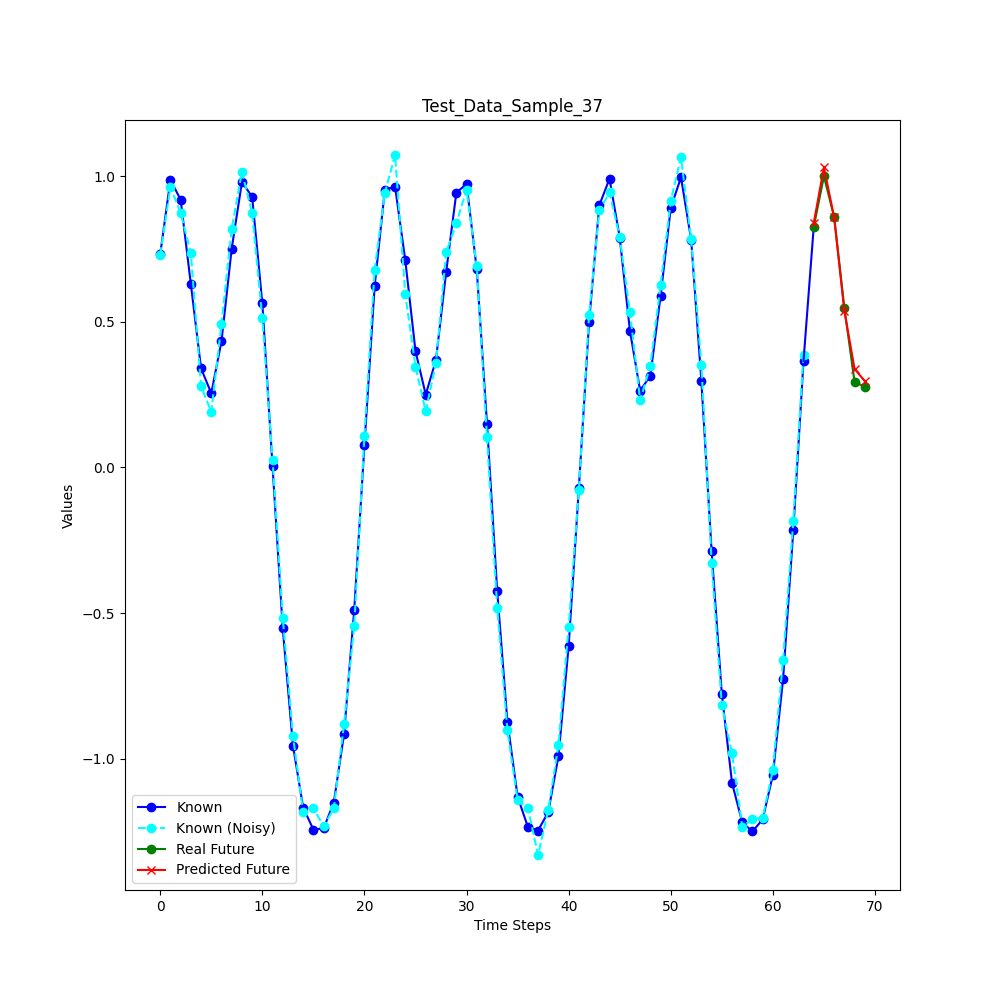 Test_Data_Sample_37
1.0
0.5
0.0
−0.5
−1.0
Values
Known
Known (Noisy)
Real Future
Predicted Future
0 10 20 30 40 50 60 70
Time Steps